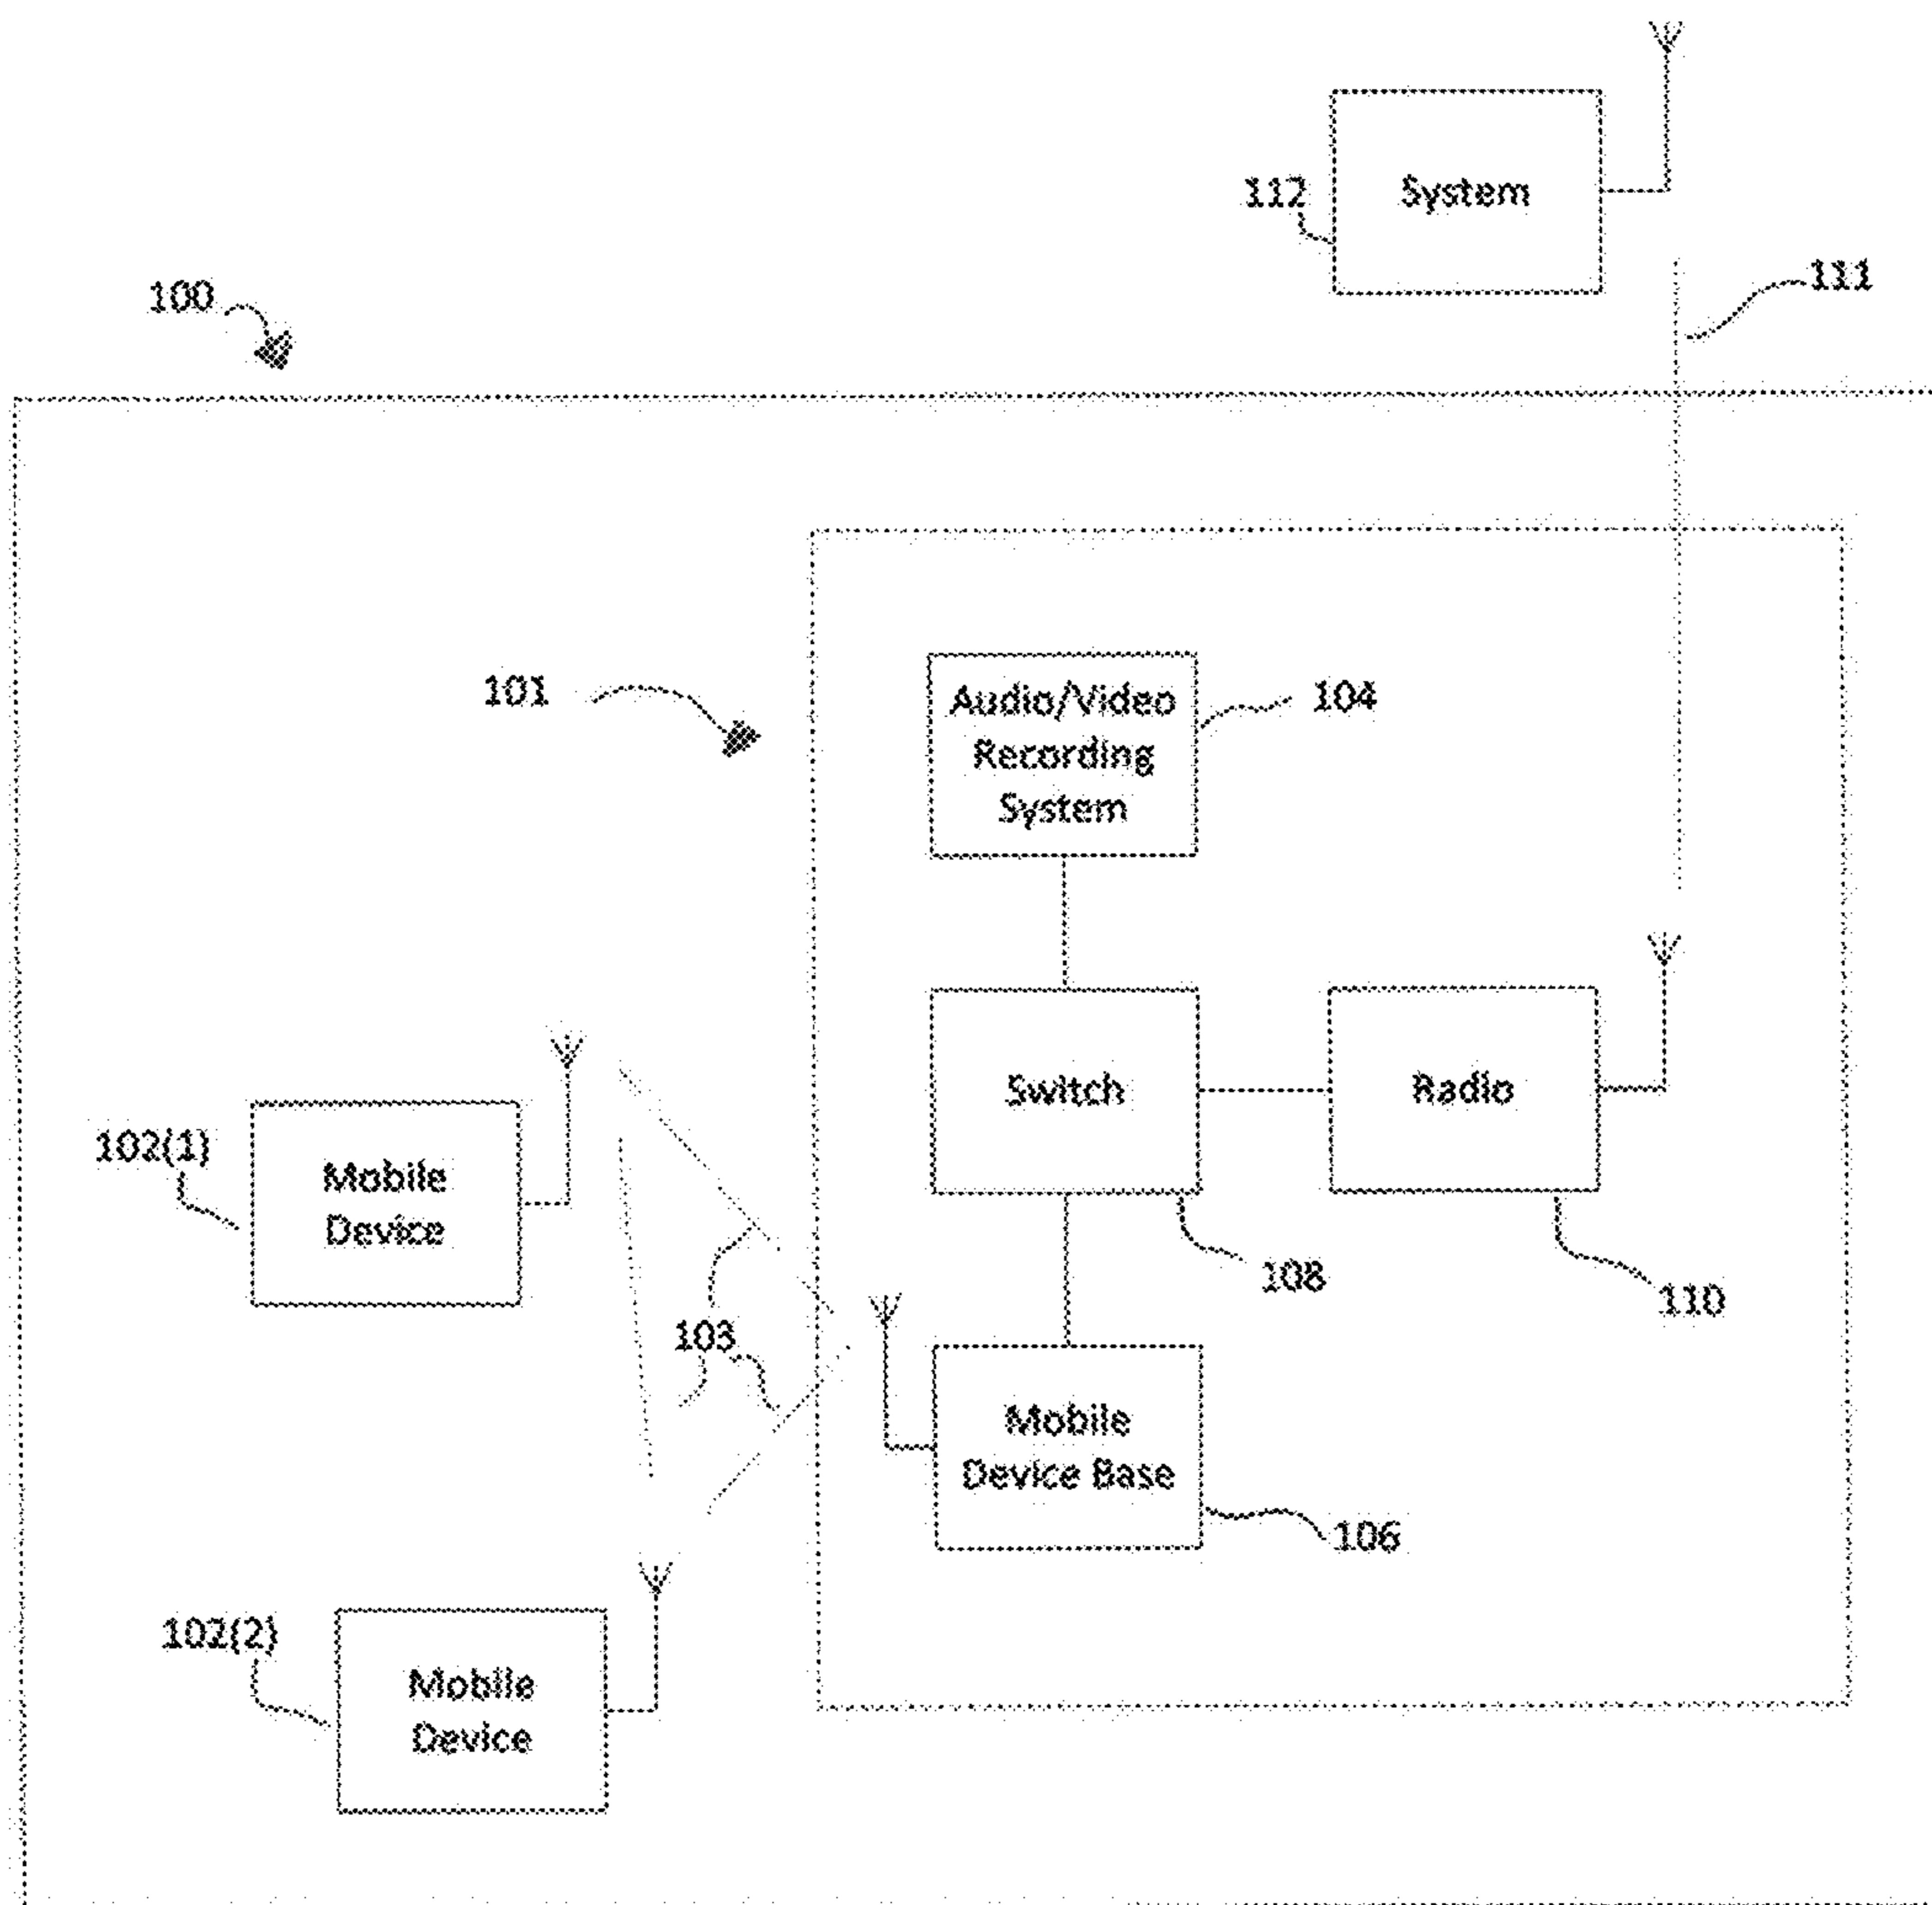 112
System
111
100
101
Audio/Video
Recording
System
104
Switch
Radio
102(1)
Mobile
Device
108
110
103
Mobile
Device Base
106
102(2)
Mobile
Device